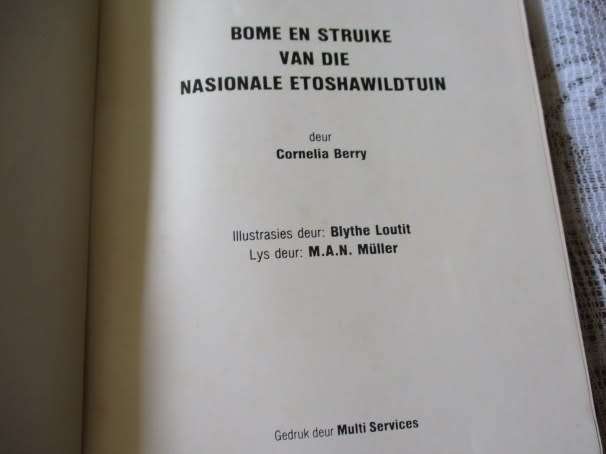 BOME EN STRUIKE
VAN DIE
NASIONALE ETOSHAWILDTUIN
deur
Cornelia Berry
Illustrasies deur: Blythe Loutit
Lys deur: M.A.N. Müller
Gedruk deur Multi Services